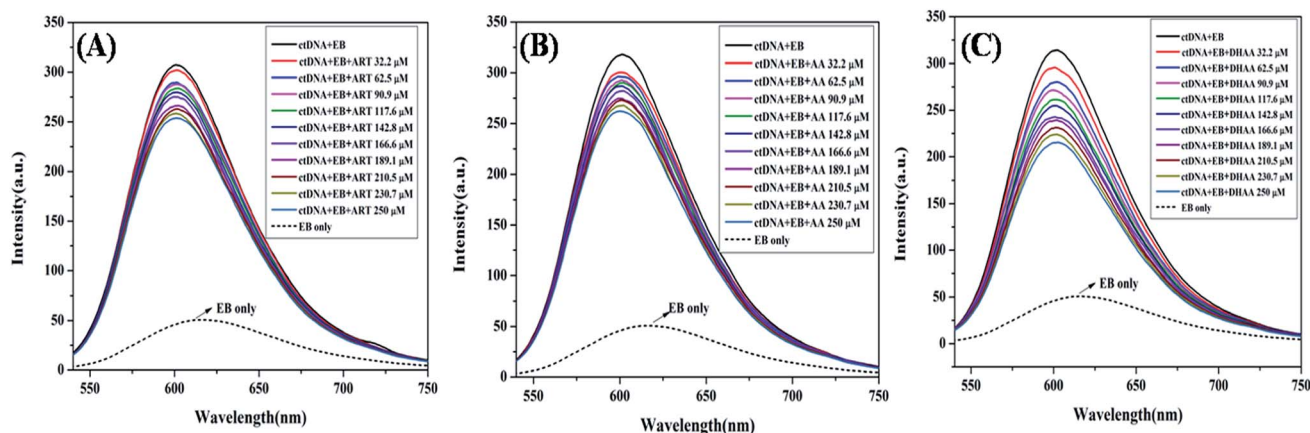 (A)
350
300
250
200
150
100
50
0
Intensity(a.u.)
550 600 650 700 750
Wavelength(nm)
ctDNA+EB
ctDNA+EB+ART 32.2 μM
ctDNA+EB+ART 62.5 μM
ctDNA+EB+ART 90.9 μM
ctDNA+EB+ART 117.6 μM
ctDNA+EB+ART 142.8 μM
ctDNA+EB+ART 166.6 μM
ctDNA+EB+ART 189.1 μM
ctDNA+EB+ART 210.5 μM
ctDNA+EB+ART 230.7 μM
ctDNA+EB+ART 250 μM
EB only
EB only
(B)
350
300
250
200
150
100
50
0
Intensity(a.u.)
550 600 650 700 750
Wavelength(nm)
ctDNA+EB
ctDNA+EB+AA 32.2 μM
ctDNA+EB+AA 62.5 μM
ctDNA+EB+AA 90.9 μM
ctDNA+EB+AA 117.6 μM
ctDNA+EB+AA 142.8 μM
ctDNA+EB+AA 166.6 μM
ctDNA+EB+AA 189.1 μM
ctDNA+EB+AA 210.5 μM
ctDNA+EB+AA 230.7 μM
ctDNA+EB+AA 250 μM
EB only
EB only
(C)
350
300
250
200
150
100
50
0
Intensity(a.u.)
550 600 650 700 750
Wavelength(nm)
ctDNA+EB
ctDNA+EB+DHAA 32.2 μM
ctDNA+EB+DHAA 62.5 μM
ctDNA+EB+DHAA 90.9 μM
ctDNA+EB+DHAA 117.6 μM
ctDNA+EB+DHAA 142.8 μM
ctDNA+EB+DHAA 166.6 μM
ctDNA+EB+DHAA 189.1 μM
ctDNA+EB+DHAA 210.5 μM
ctDNA+EB+DHAA 230.7 μM
ctDNA+EB+DHAA 250 μM
EB only
EB only